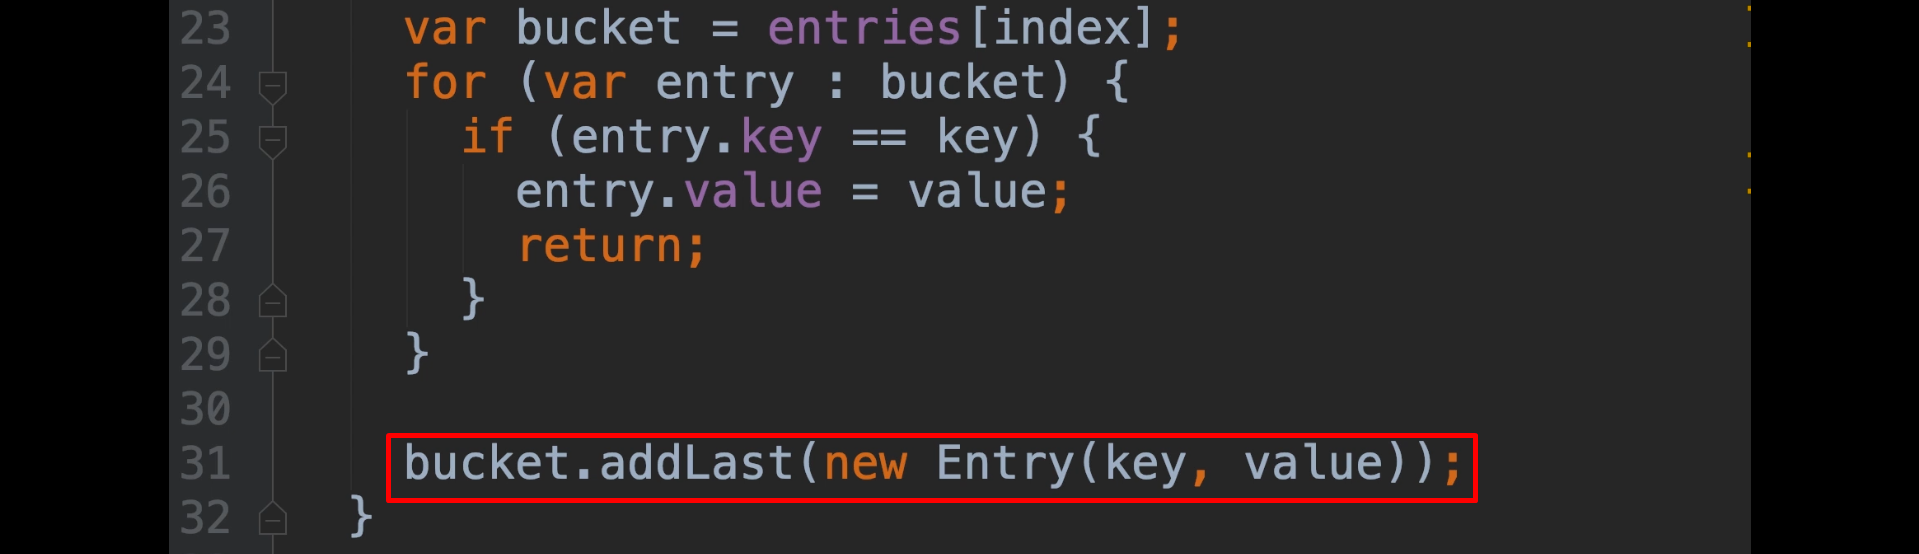 23 var bucket = entries[index];
24 for (var entry : bucket) {
25 if (entry.key == key) {
26 entry.value = value;
27 return;
28 }
29 }
30
31 bucket.addLast(new Entry(key, value));
32 }